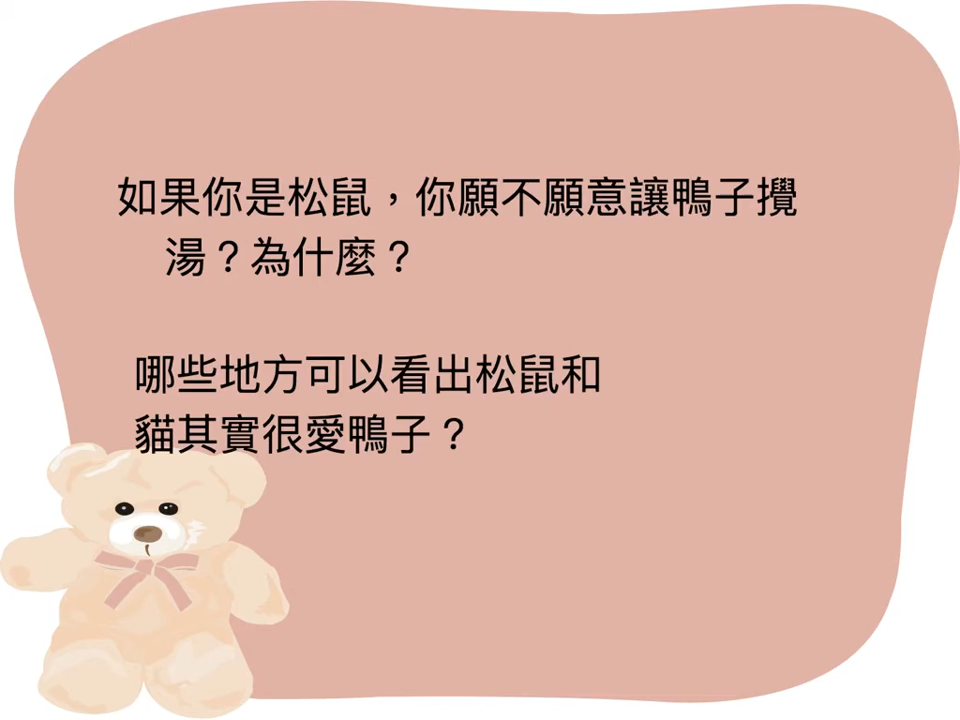 如果你是松鼠，你願不願意讓鴨子攪
湯？為什麼？
哪些地方可以看出松鼠和
貓其實很愛鴨子？